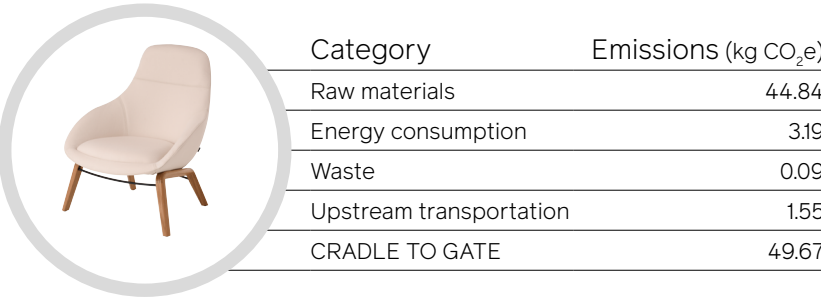 Category Emissions (kg CO₂e)
Raw materials 44.84
Energy consumption 3.19
Waste 0.09
Upstream transportation 1.55
CRADLE TO GATE 49.67